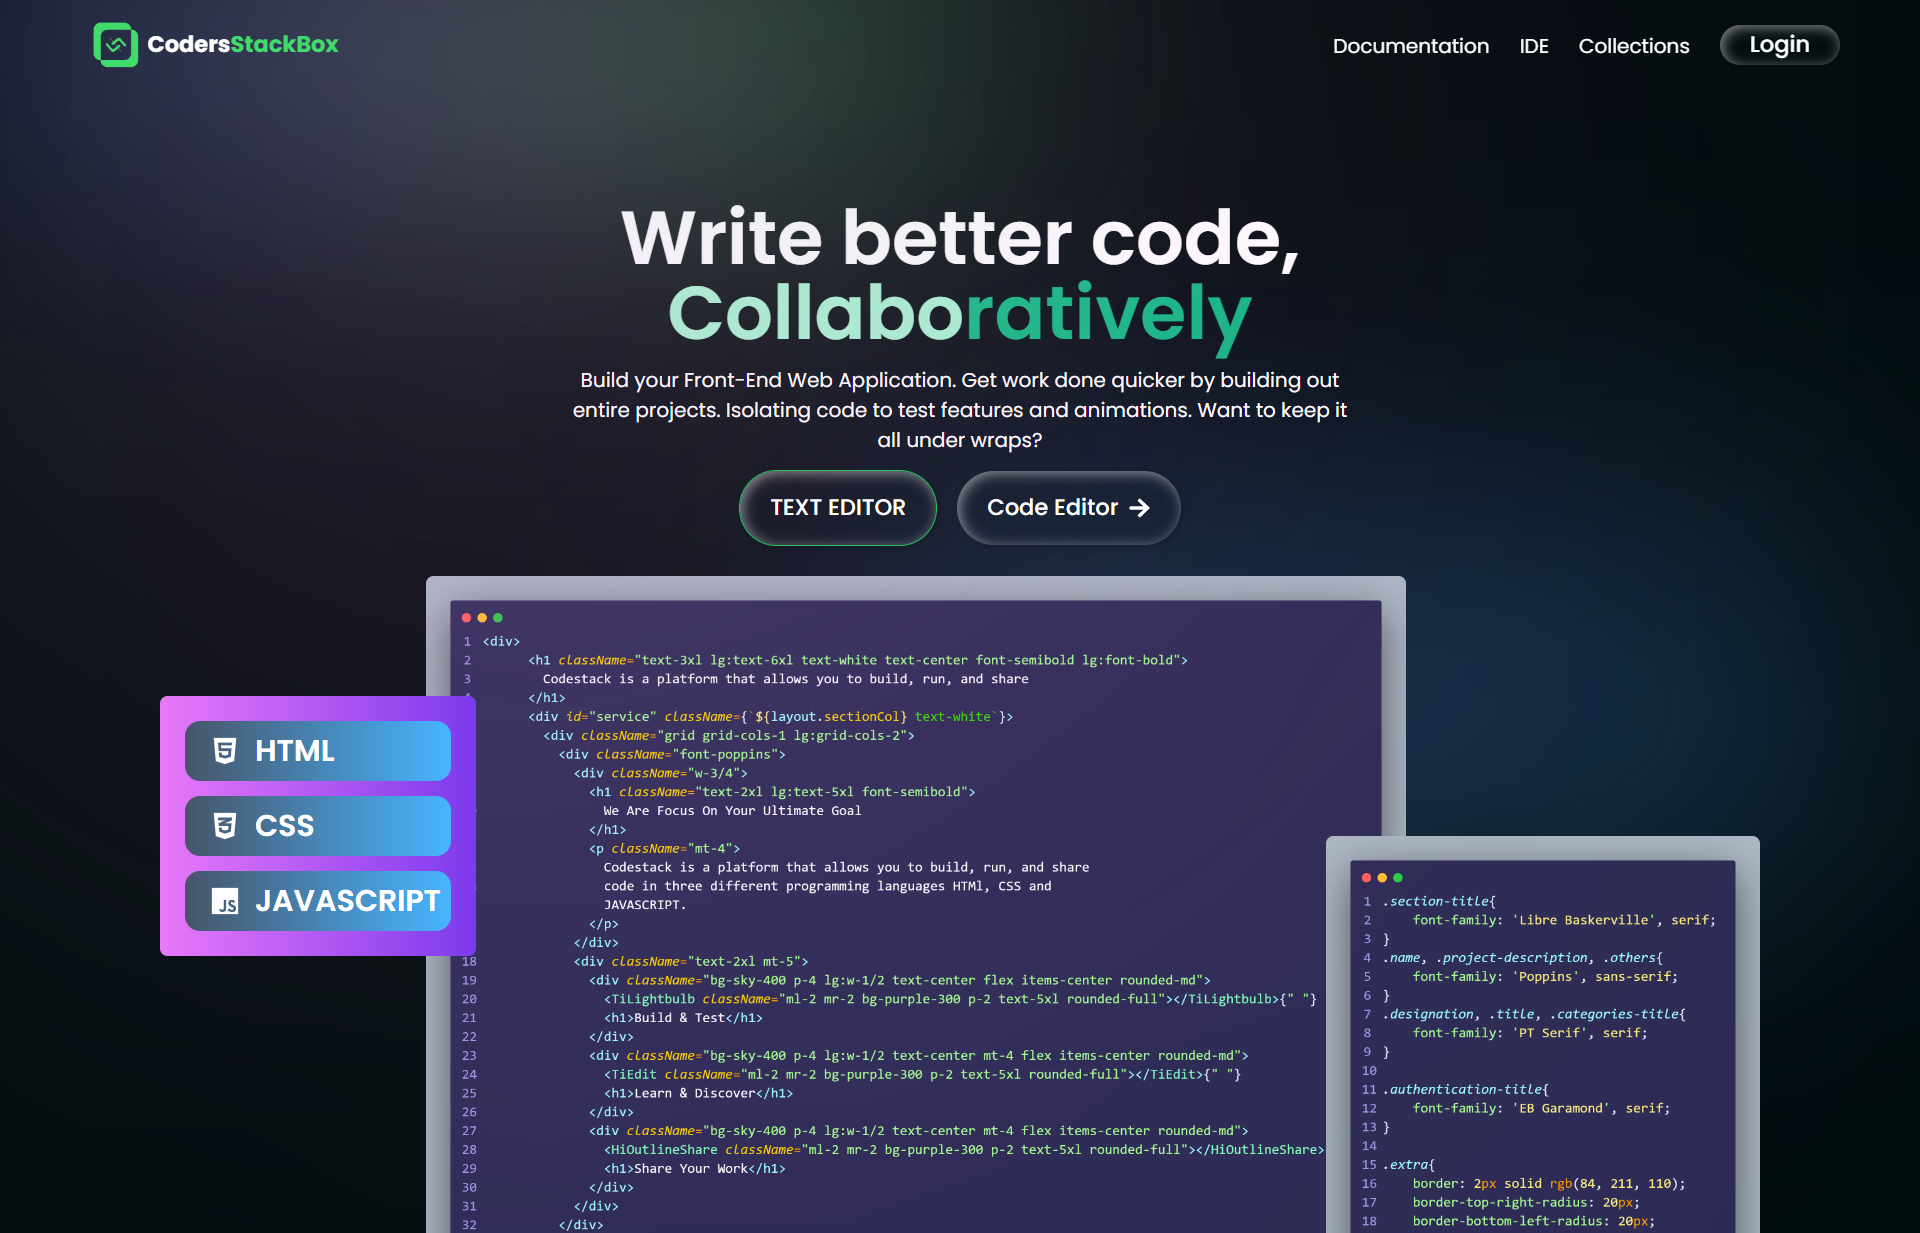 CodersStackBox
Documentation IDE Collections Login
Write better code,
Collaboratively
Build your Front-End Web Application. Get work done quicker by building out
entire projects. Isolating code to test features and animations. Want to keep it
all under wraps?
TEXT EDITOR Code Editor
1 <div>
2 <h1 className="text-3xl lg:text-6xl text-white text-center font-semibold lg:font-bold">
3 Codestack is a platform that allows you to build, run, and share
</h1>
<div id="service" className={`${layout.sectionCol} text-white`}>
<div className="grid grid-cols-1 lg:grid-cols-2">
<div className="font-poppins">
<div className="w-3/4">
<h1 className="text-2xl lg:text-5xl font-semibold">
We Are Focus On Your Ultimate Goal
</h1>
<p className="mt-4">
Codestack is a platform that allows you to build, run, and share
code in three different programming languages HTMl, CSS and
JAVASCRIPT.
</p>
</div>
18 <div className="text-2xl mt-5">
19 <div className="bg-sky-400 p-4 lg:w-1/2 text-center flex items-center rounded-md">
20 <TiLightbulb className="ml-2 mr-2 bg-purple-300 p-2 text-5xl rounded-full"></TiLightbulb>{" "}
21 <h1>Build & Test</h1>
22 </div>
23 <div className="bg-sky-400 p-4 lg:w-1/2 text-center mt-4 flex items-center rounded-md">
24 <TiEdit className="ml-2 mr-2 bg-purple-300 p-2 text-5xl rounded-full"></TiEdit>{" "}
25 <h1>Learn & Discover</h1>
26 </div>
27 <div className="bg-sky-400 p-4 lg:w-1/2 text-center mt-4 flex items-center rounded-md">
28 <HiOutlineShare className="ml-2 mr-2 bg-purple-300 p-2 text-5xl rounded-full"></HiOutlineShare>
29 <h1>Share Your Work</h1>
30 </div>
31 </div>
32 </div>
HTML
CSS
JS JAVASCRIPT
1 .section-title{
2 font-family: 'Libre Baskerville', serif;
3 }
4 .name, .project-description, .others{
5 font-family: 'Poppins', sans-serif;
6 }
7 .designation, .title, .categories-title{
8 font-family: 'PT Serif', serif;
9 }
10
11 .authentication-title{
12 font-family: 'EB Garamond', serif;
13 }
14
15 .extra{
16 border: 2px solid rgb(84, 211, 110);
17 border-top-right-radius: 20px;
18 border-bottom-left-radius: 20px;